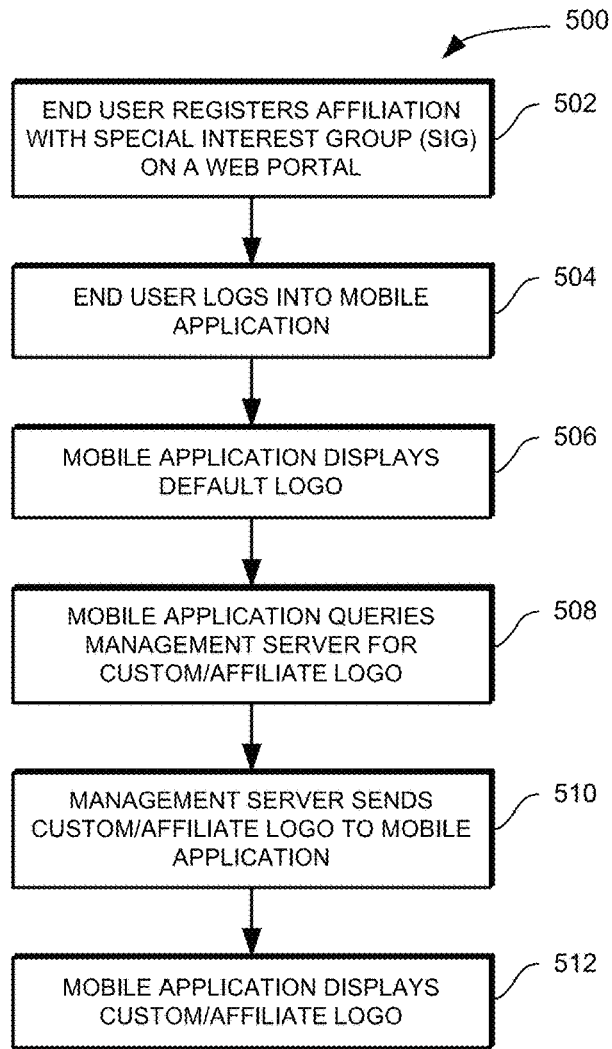 500
END USER REGISTERS AFFILIATION
WITH SPECIAL INTEREST GROUP (SIG)
ON A WEB PORTAL
502
END USER LOGS INTO MOBILE
APPLICATION
504
MOBILE APPLICATION DISPLAYS
DEFAULT LOGO
506
MOBILE APPLICATION QUERIES
MANAGEMENT SERVER FOR
CUSTOM/AFFILIATE LOGO
508
MANAGEMENT SERVER SENDS
CUSTOM/AFFILIATE LOGO TO MOBILE
APPLICATION
510
MOBILE APPLICATION DISPLAYS
CUSTOM/AFFILIATE LOGO
512